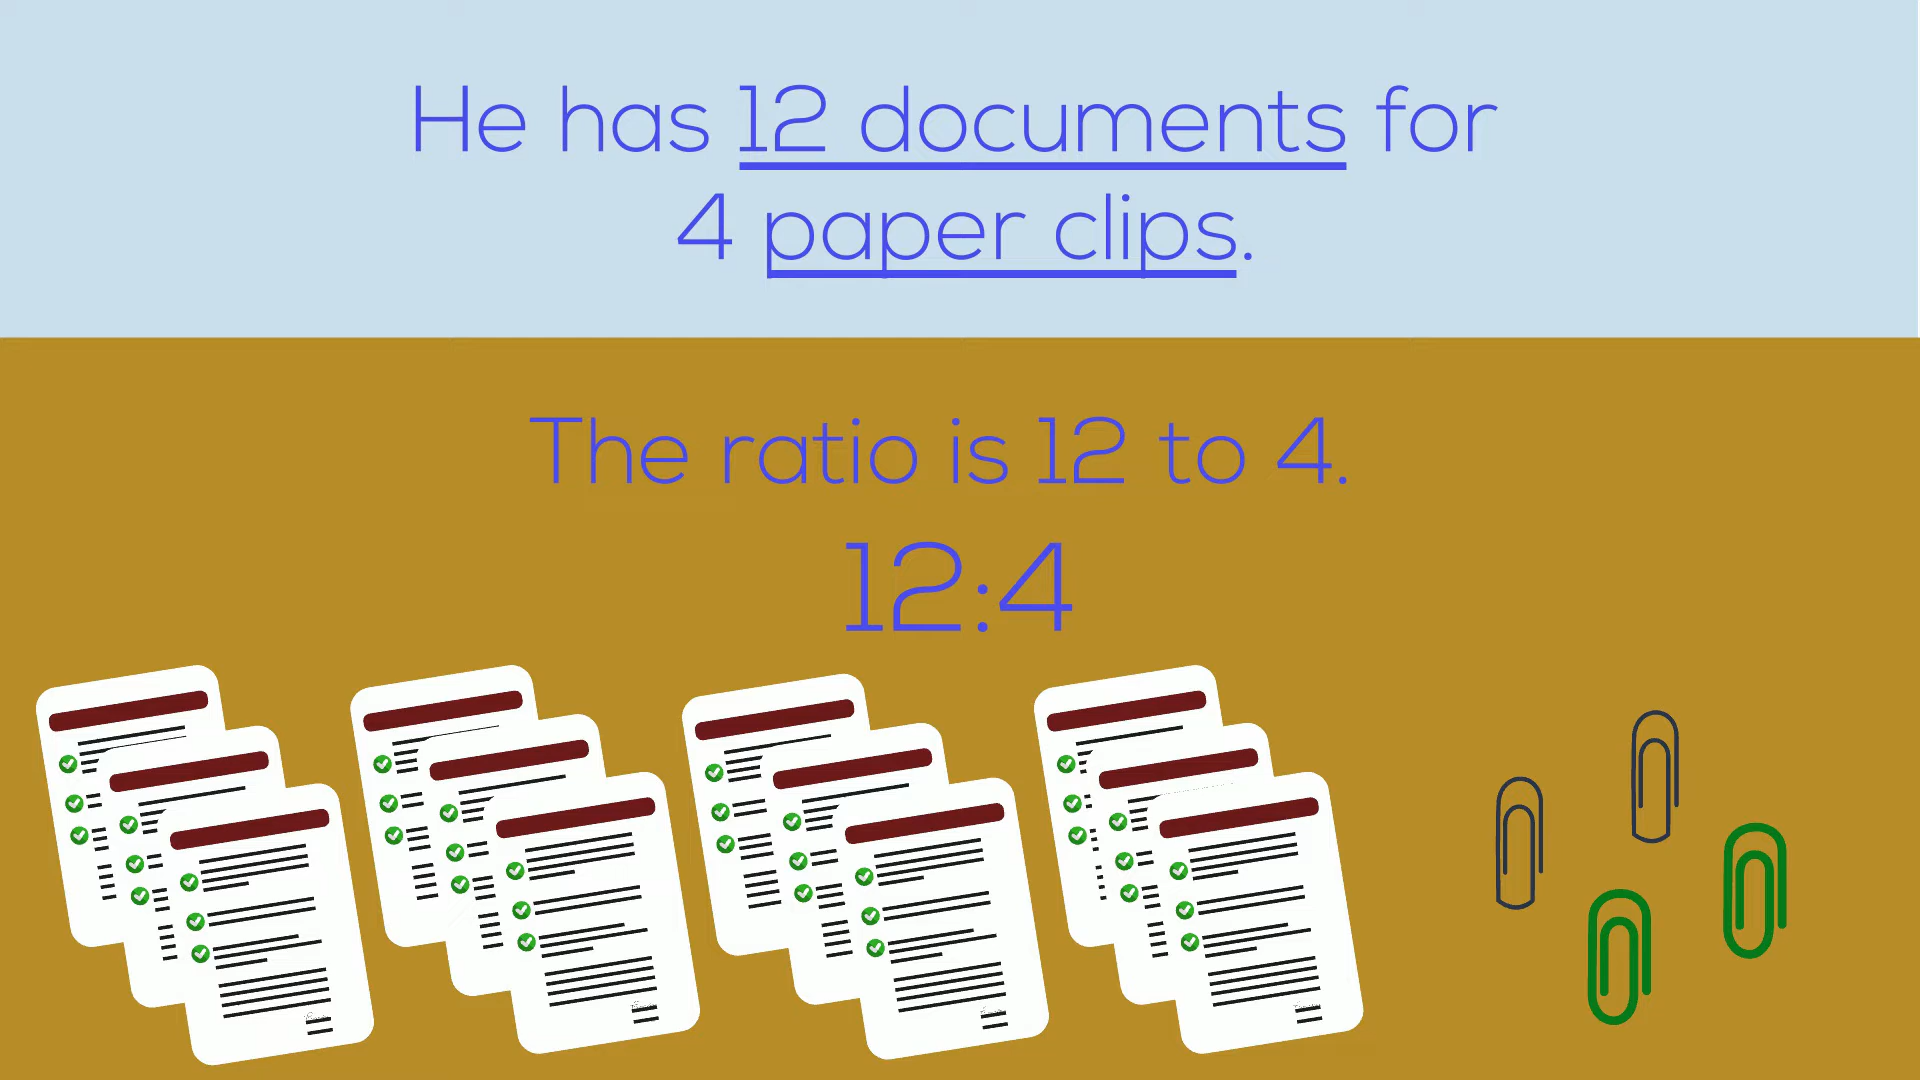 He has 12 documents for
4 paper clips.
The ratio is 12 to 4.
12:4